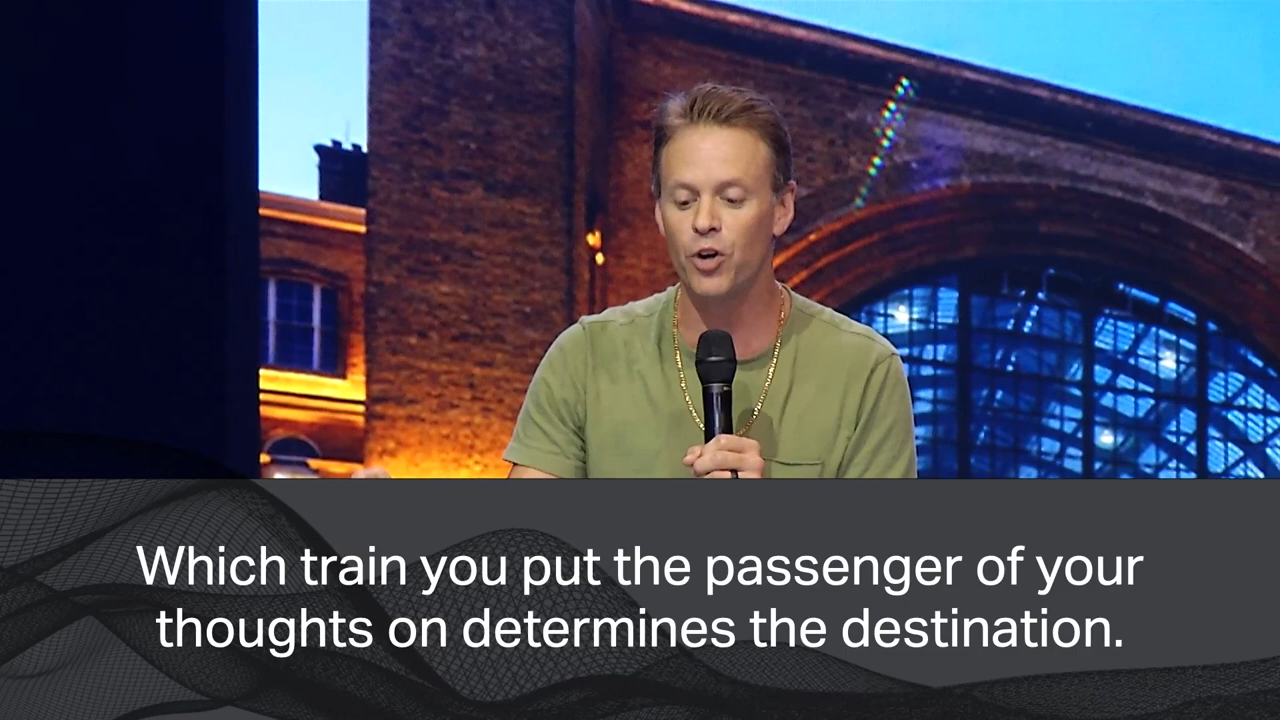 Which train you put the passenger of your
thoughts on determines the destination.